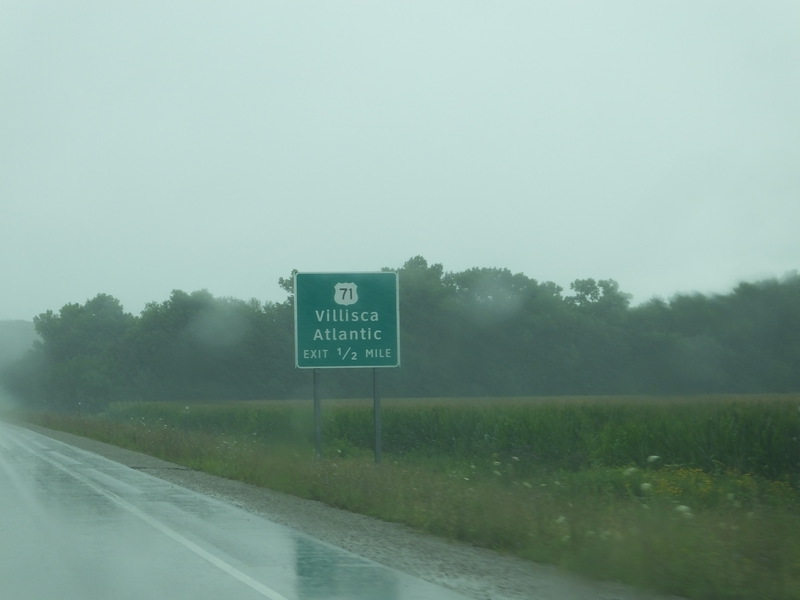 71
Villisca
Atlantic
EXIT 1/2 MILE